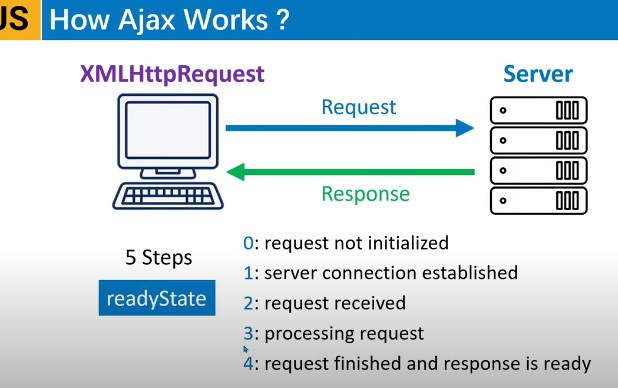 JS How Ajax Works ?
XMLHttpRequest
Server
Request
Response
5 Steps
readyState
0: request not initialized
1: server connection established
2: request received
3: processing request
4: request finished and response is ready